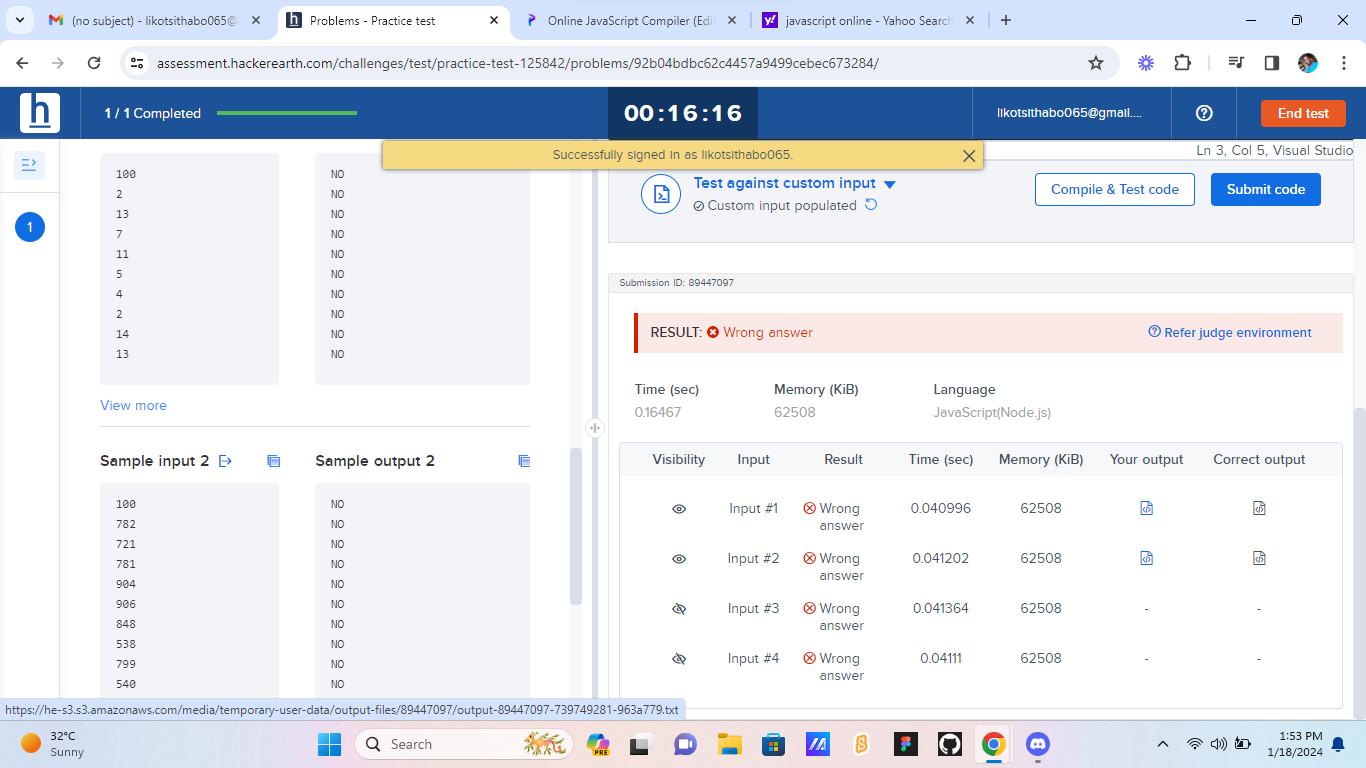 (no subject) - likotsithabo065@
Problems - Practice test
Online JavaScript Compiler (Edi
javascript online - Yahoo Search
assessment.hackerearth.com/challenges/test/practice-test-125842/problems/92b04bdbc62c4457a9499cebec673284/
h
1 / 1 Completed
00:16:16
likotsithabo065@gmail....
End test
Successfully signed in as likotsithabo065.
Ln 3, Col 5, Visual Studio
1
100
2
13
7
11
5
4
2
14
13
NO
NO
NO
NO
NO
NO
NO
NO
NO
NO
View more
Sample input 2
Sample output 2
100
782
721
781
904
906
848
538
799
540
NO
NO
NO
NO
NO
NO
NO
NO
NO
NO
Test against custom input
Custom input populated
Compile & Test code
Submit code
Submission ID: 89447097
RESULT: Wrong answer
Refer judge environment
Time (sec) Memory (KiB) Language
0.16467 62508 JavaScript(Node.js)
Visibility Input Result Time (sec) Memory (KiB) Your output Correct output
Input #1 Wrong answer 0.040996 62508
Input #2 Wrong answer 0.041202 62508
Input #3 Wrong answer 0.041364 62508 - -
Input #4 Wrong answer 0.04111 62508 - -
https://he-s3.s3.amazonaws.com/media/temporary-user-data/output-files/89447097/output-89447097-739749281-963a779.txt
32°C
Sunny
Search
PRE
1:53 PM
1/18/2024